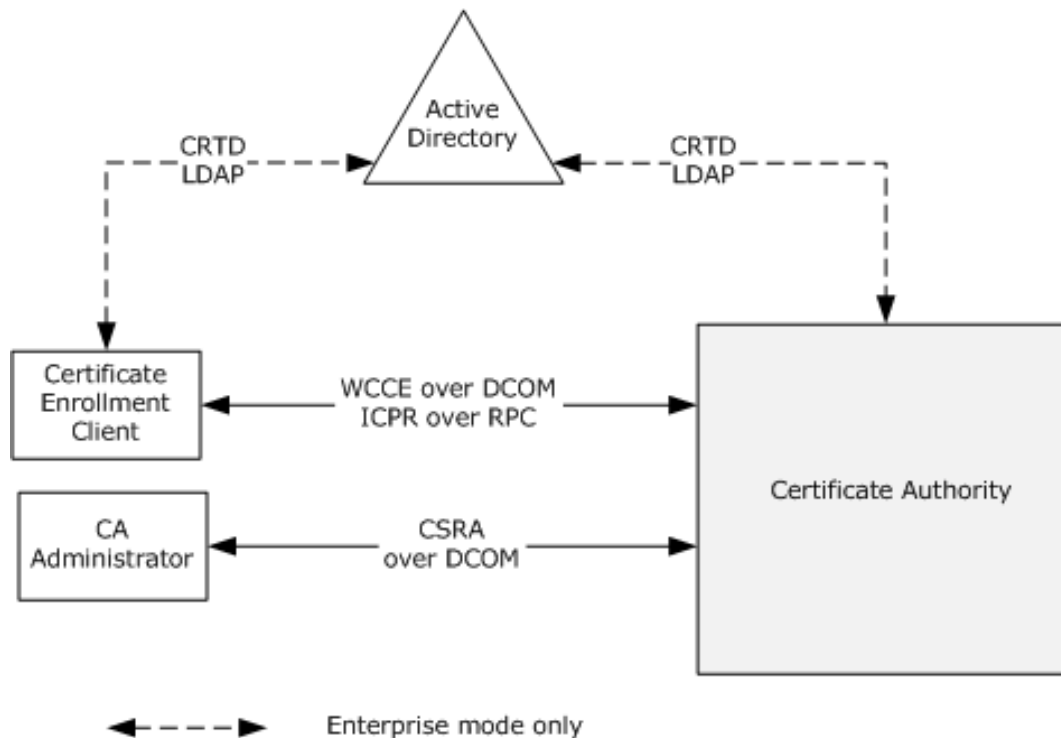 Active
Directory
CRTD
LDAP
CRTD
LDAP
Certificate
Enrollment
Client
WCCE over DCOM
ICPR over RPC
Certificate Authority
CA
Administrator
CSRA
over DCOM
Enterprise mode only